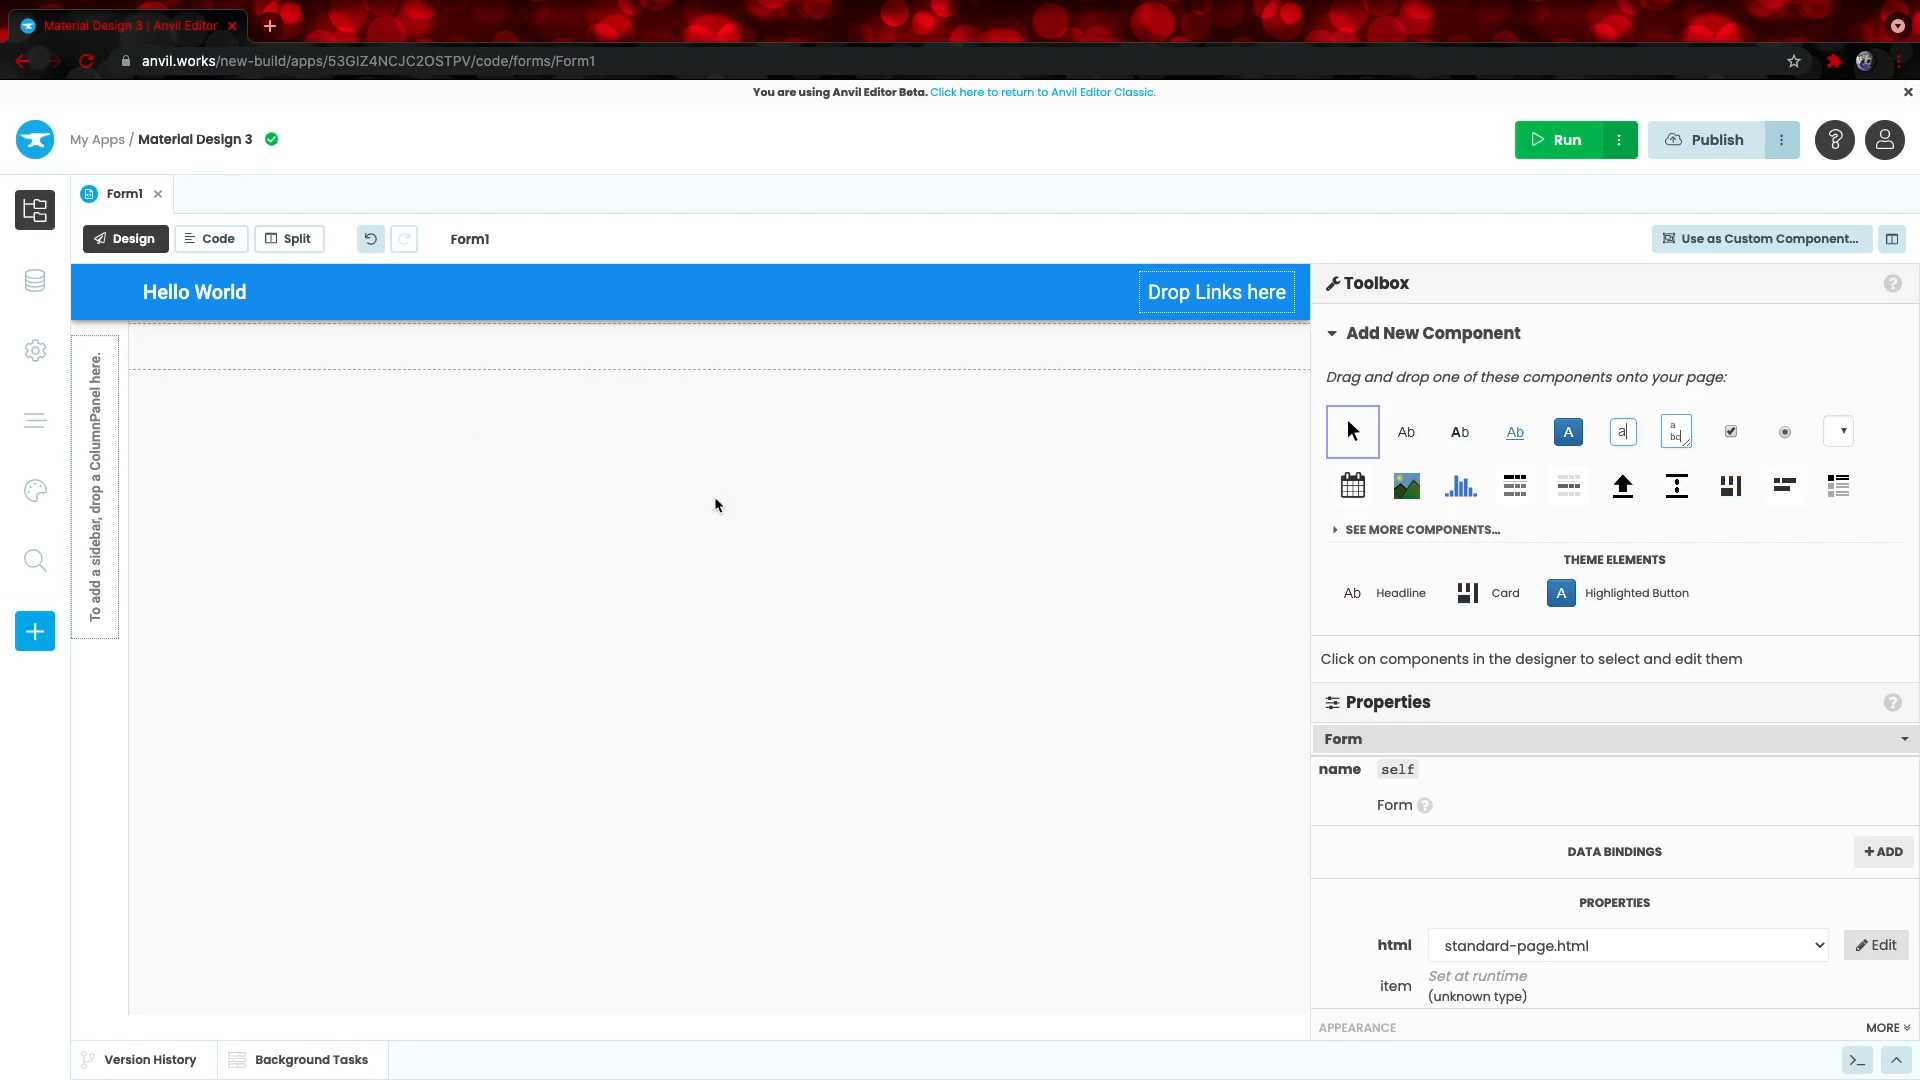 Material Design 3 | Anvil Editor
anvil.works/new-build/apps/53GIZ4NCJC2OSTPV/code/forms/Form1
You are using Anvil Editor Beta. Click here to return to Anvil Editor Classic.
My Apps / Material Design 3
Run
Publish
?
Form1
Design
Code
Split
Form1
Use as Custom Component...
Hello World
Drop Links here
To add a sidebar, drop a ColumnPanel here.
Toolbox
?
Add New Component
Drag and drop one of these components onto your page:
Ab
Ab
Ab
A
a
a
bc
SEE MORE COMPONENTS...
THEME ELEMENTS
Ab Headline
Card
A Highlighted Button
Click on components in the designer to select and edit them
Properties
?
Form
name self
Form ?
DATA BINDINGS
+ ADD
PROPERTIES
html standard-page.html
Edit
item Set at runtime
(unknown type)
APPEARANCE
MORE
Version History
Background Tasks